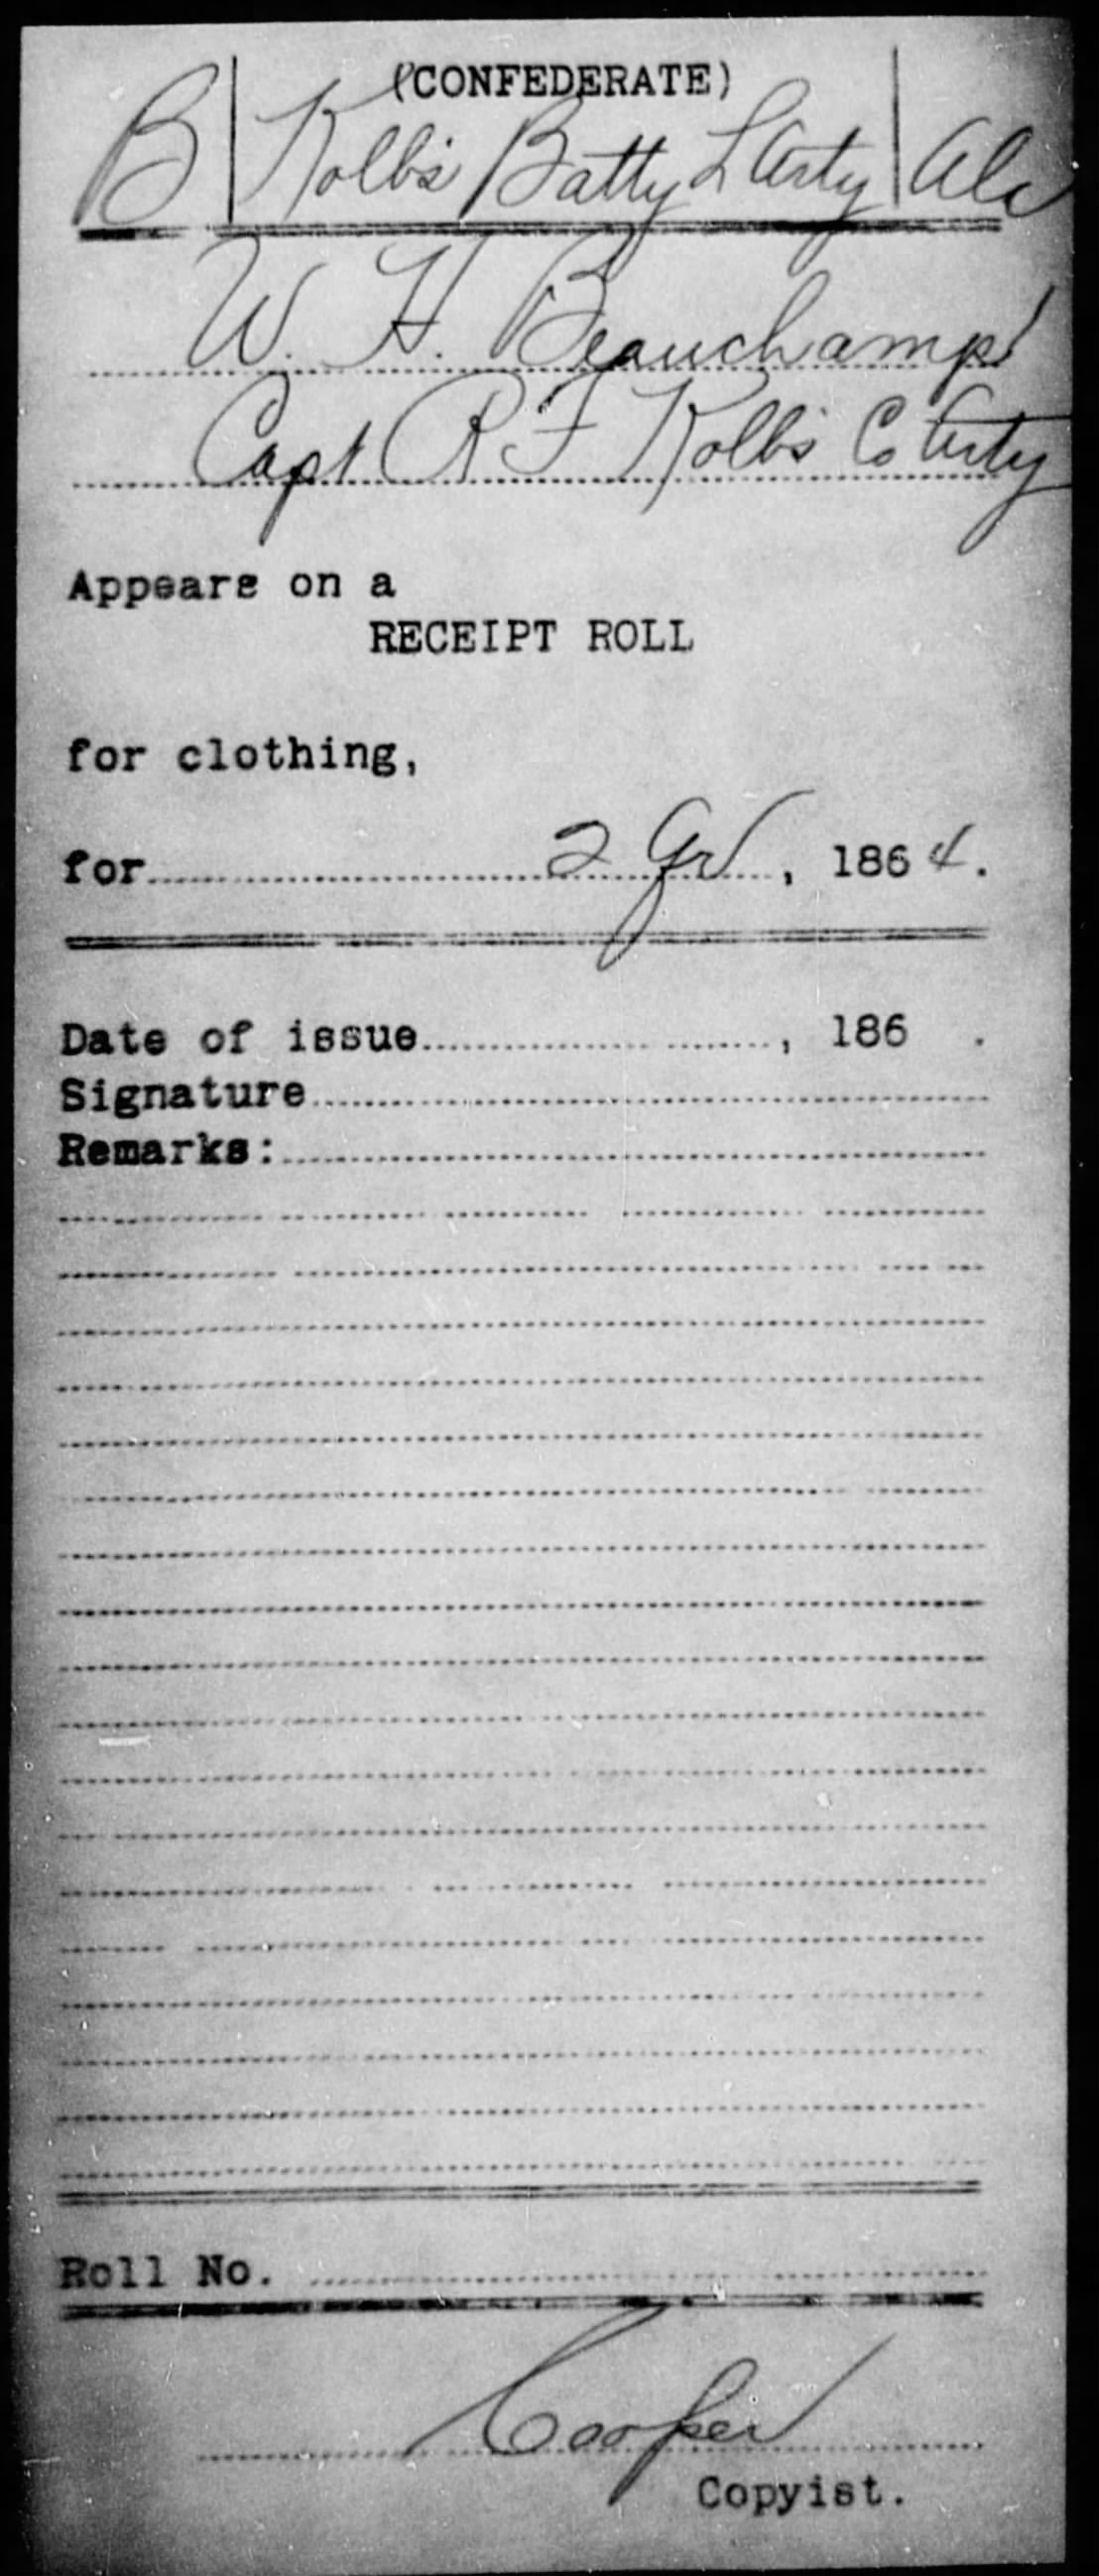 (CONFEDERATE)
B | Kolb's Batty L Arty | Ala
W. H. Beauchamp
Capt R F Kolb's Co Arty
Appears on a
RECEIPT ROLL
for clothing,
for 2 Qr, 1864.
Date of issue, 186 .
Signature
Remarks:
Roll No.
Cooper
Copyist.